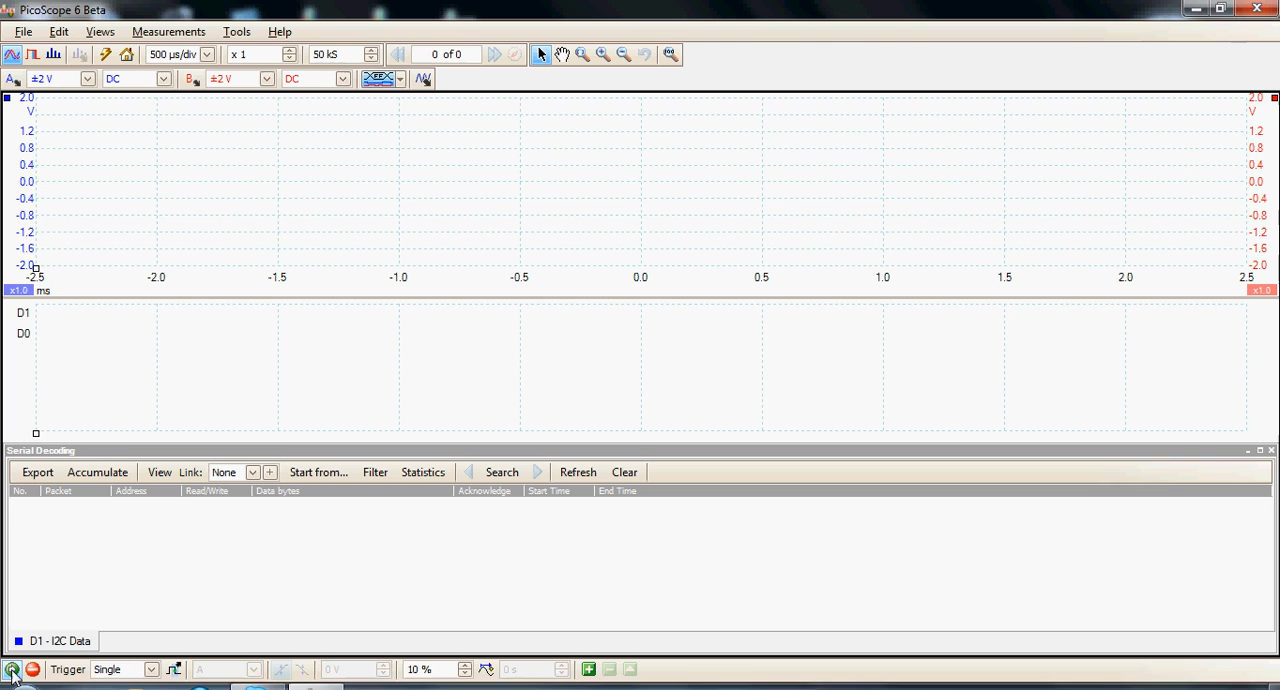 PicoScope 6 Beta
File Edit Views Measurements Tools Help
500 µs/div x 1 50 kS 0 of 0
A ±2 V DC B ±2 V DC
2.0 2.0
V V
1.2 1.2
0.8 0.8
0.4 0.4
0.0 0.0
-0.4 -0.4
-0.8 -0.8
-1.2 -1.2
-1.6 -1.6
-2.0 -2.0
-2.5 -2.0 -1.5 -1.0 -0.5 0.0 0.5 1.0 1.5 2.0 2.5
x1.0 ms x1.0
D1
D0
Serial Decoding
Export Accumulate View Link: None Start from... Filter Statistics Search Refresh Clear
No. Packet Address Read/Write Data bytes Acknowledge Start Time End Time
D1 - I2C Data
Trigger Single A 0 V 10 % 0 s